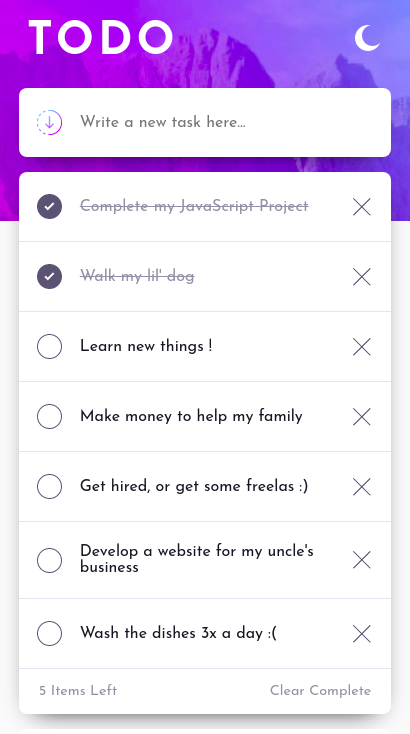 TODO
Write a new task here...
Complete my JavaScript Project
Walk my lil' dog
Learn new things !
Make money to help my family
Get hired, or get some freelas :)
Develop a website for my uncle's
business
Wash the dishes 3x a day :(
5 Items Left
Clear Complete